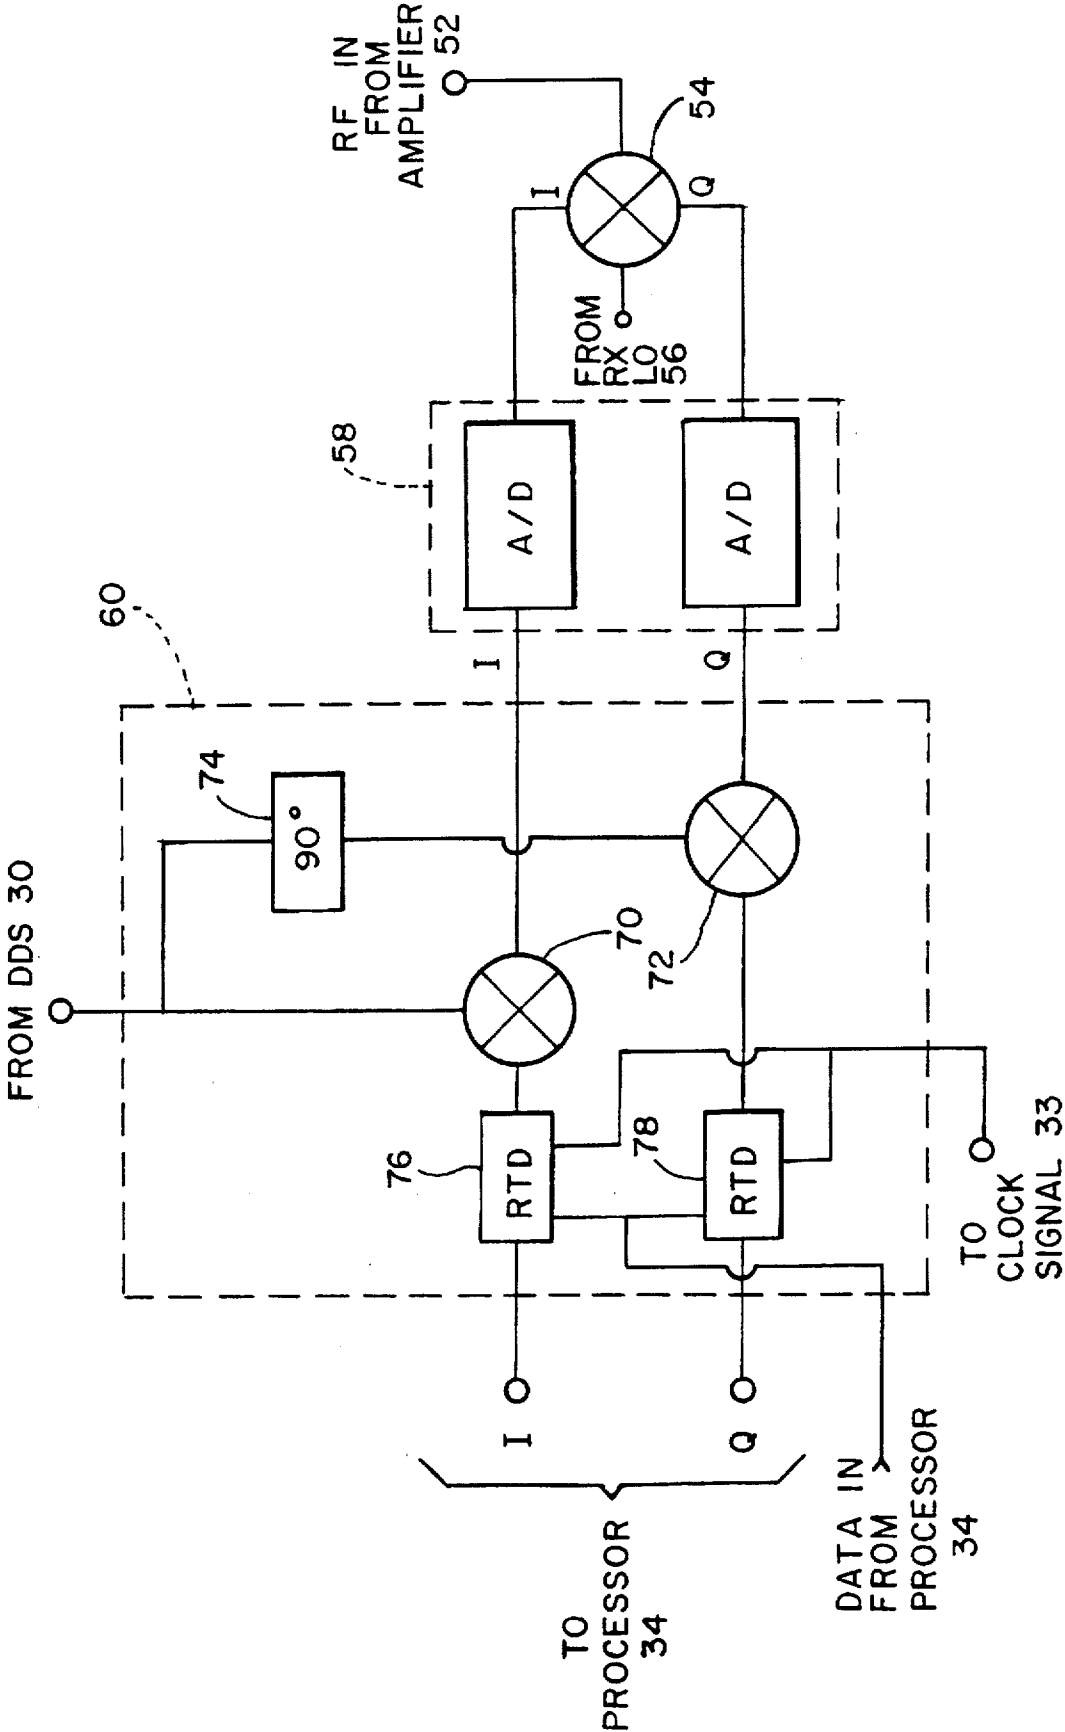 RF IN
FROM
AMPLIFIER
52
54
I
Q
FROM
RX
LO
56
58
A/D
A/D
I
Q
60
FROM DDS 30
74
90°
70
72
76
RTD
78
RTD
TO
CLOCK
SIGNAL 33
I
Q
TO
PROCESSOR
34
DATA IN
FROM
PROCESSOR
34